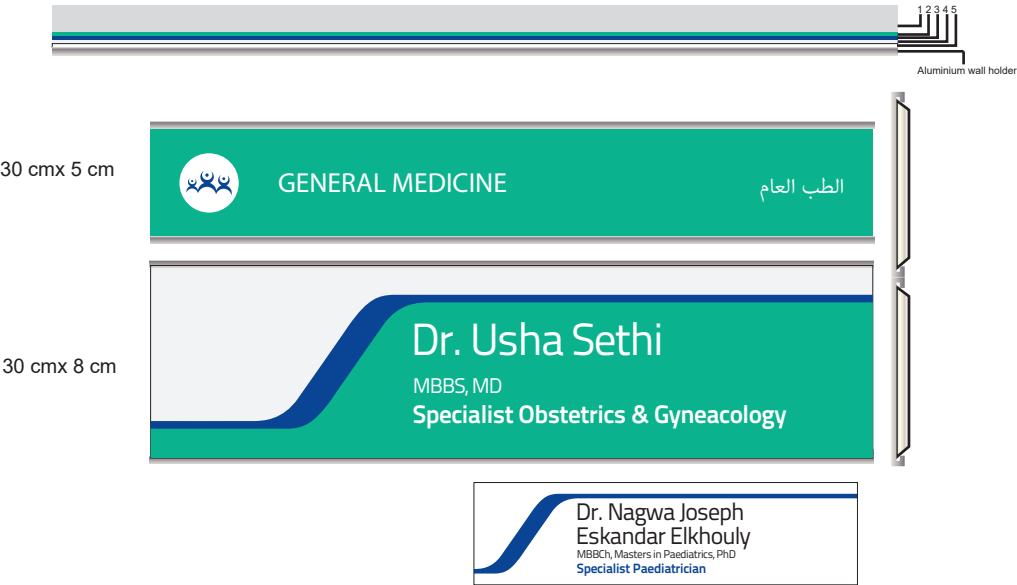 1 2 3 4 5
Aluminium wall holder
30 cmx 5 cm
GENERAL MEDICINE
الطب العام
30 cmx 8 cm
Dr. Usha Sethi
MBBS, MD
Specialist Obstetrics & Gyneacology
Dr. Nagwa Joseph
Eskandar Elkhouly
MBBCh, Masters in Paediatrics, PhD
Specialist Paediatrician